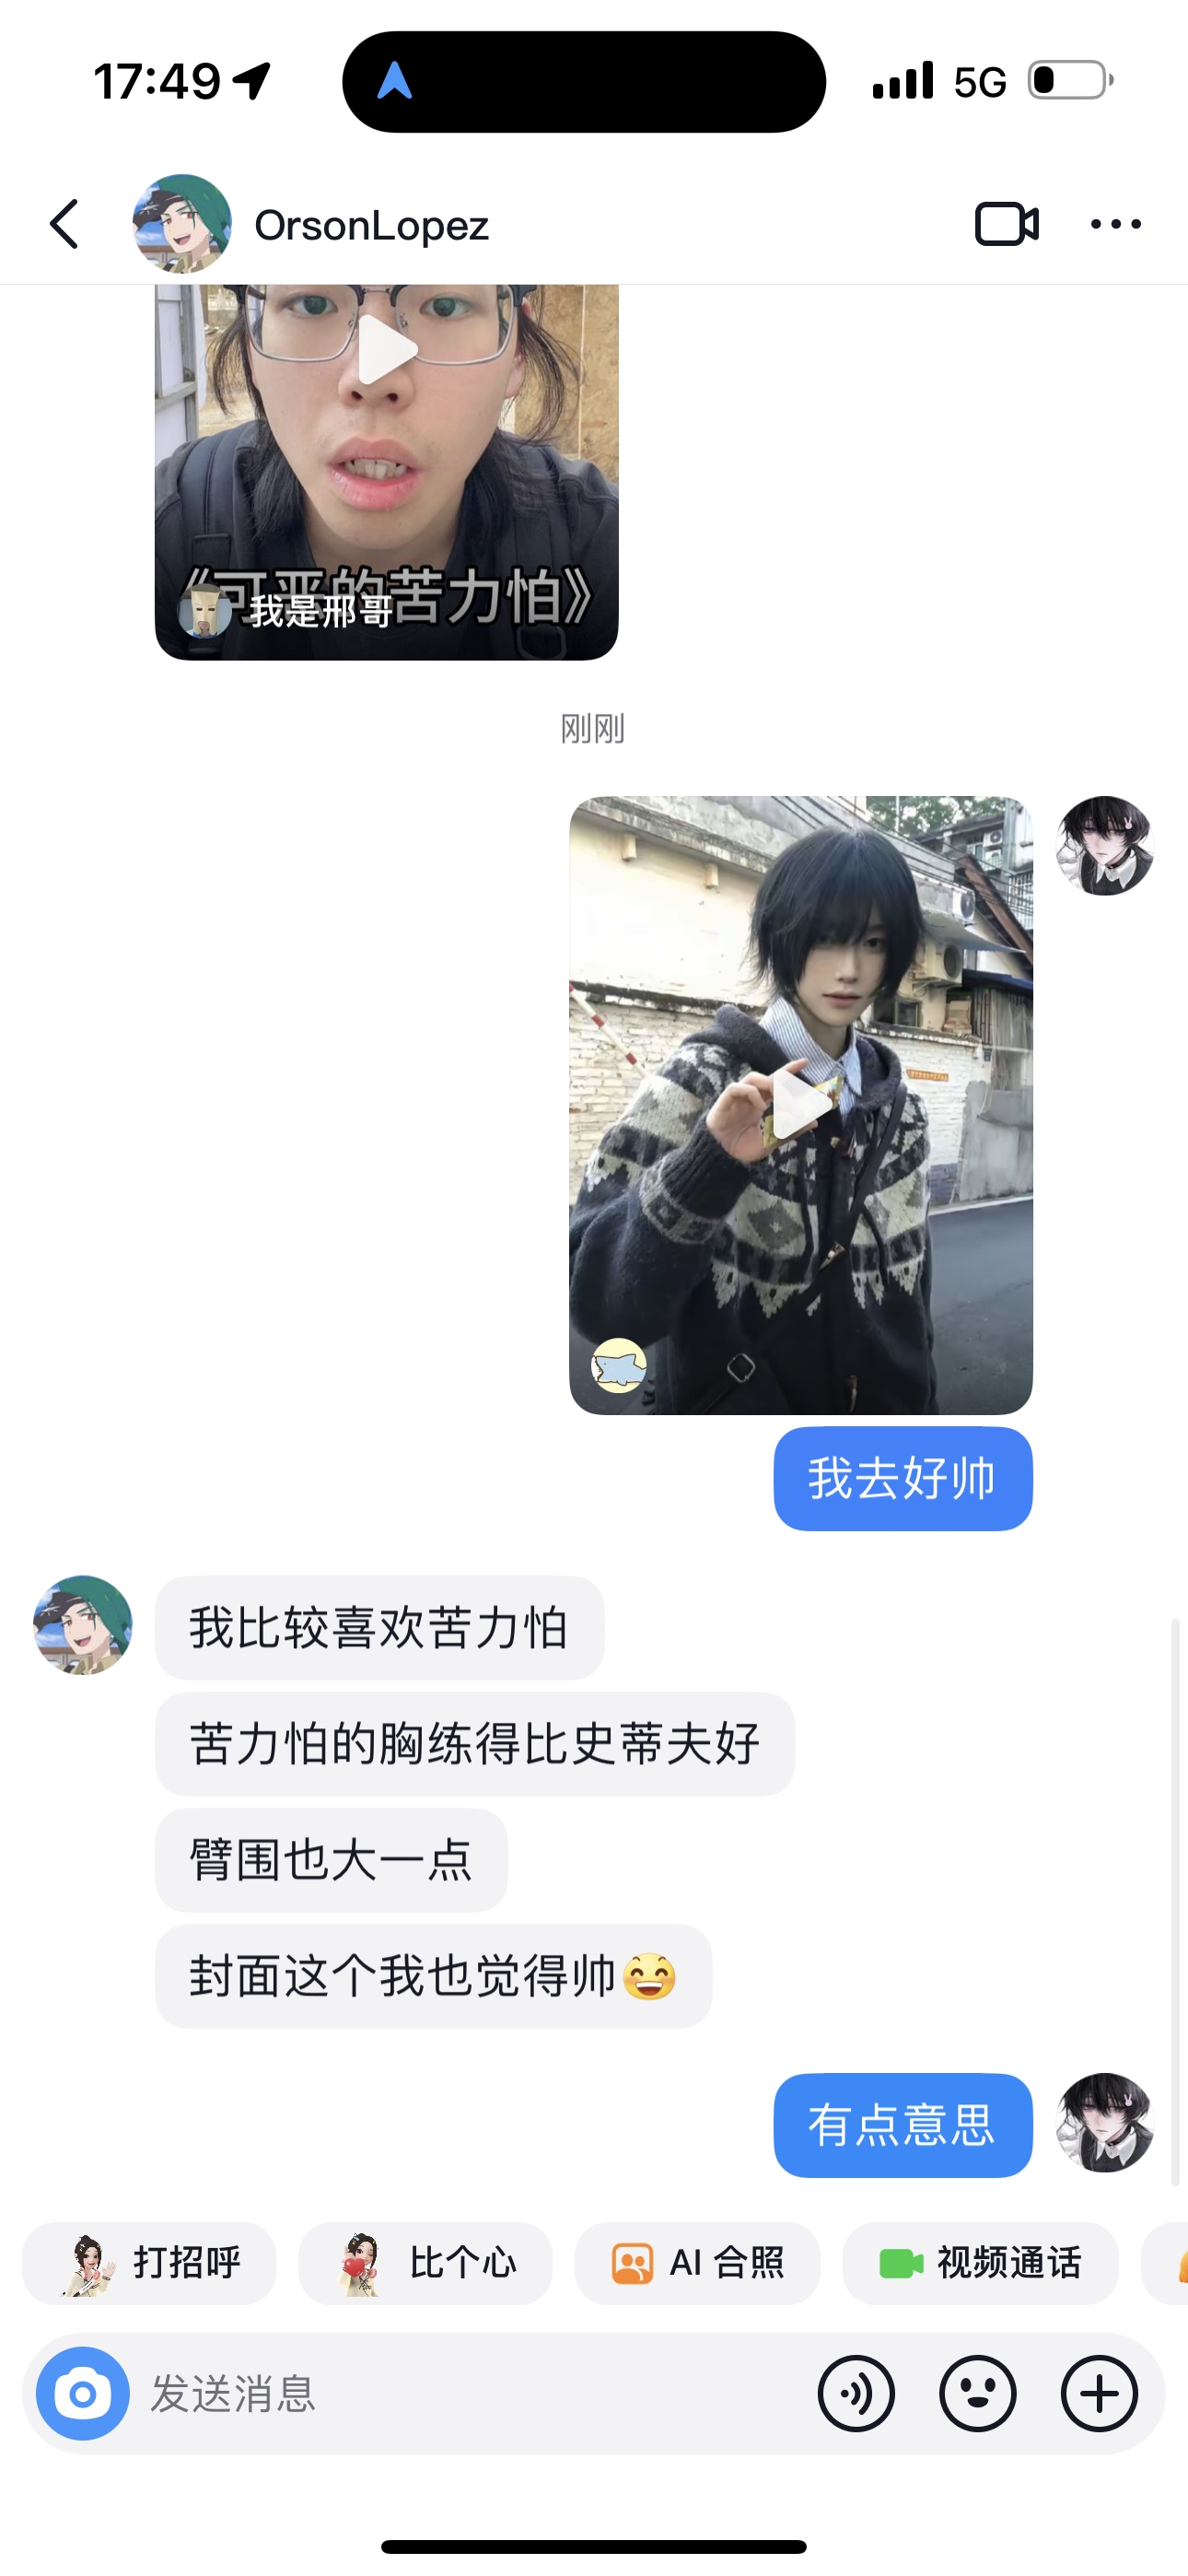 17:49
5G
OrsonLopez
《可恶的苦力怕》
我是邢哥
刚刚
我去好帅
我比较喜欢苦力怕
苦力怕的胸练得比史蒂夫好
臂围也大一点
封面这个我也觉得帅😄
有点意思
打招呼
比个心
AI 合照
视频通话
发送消息